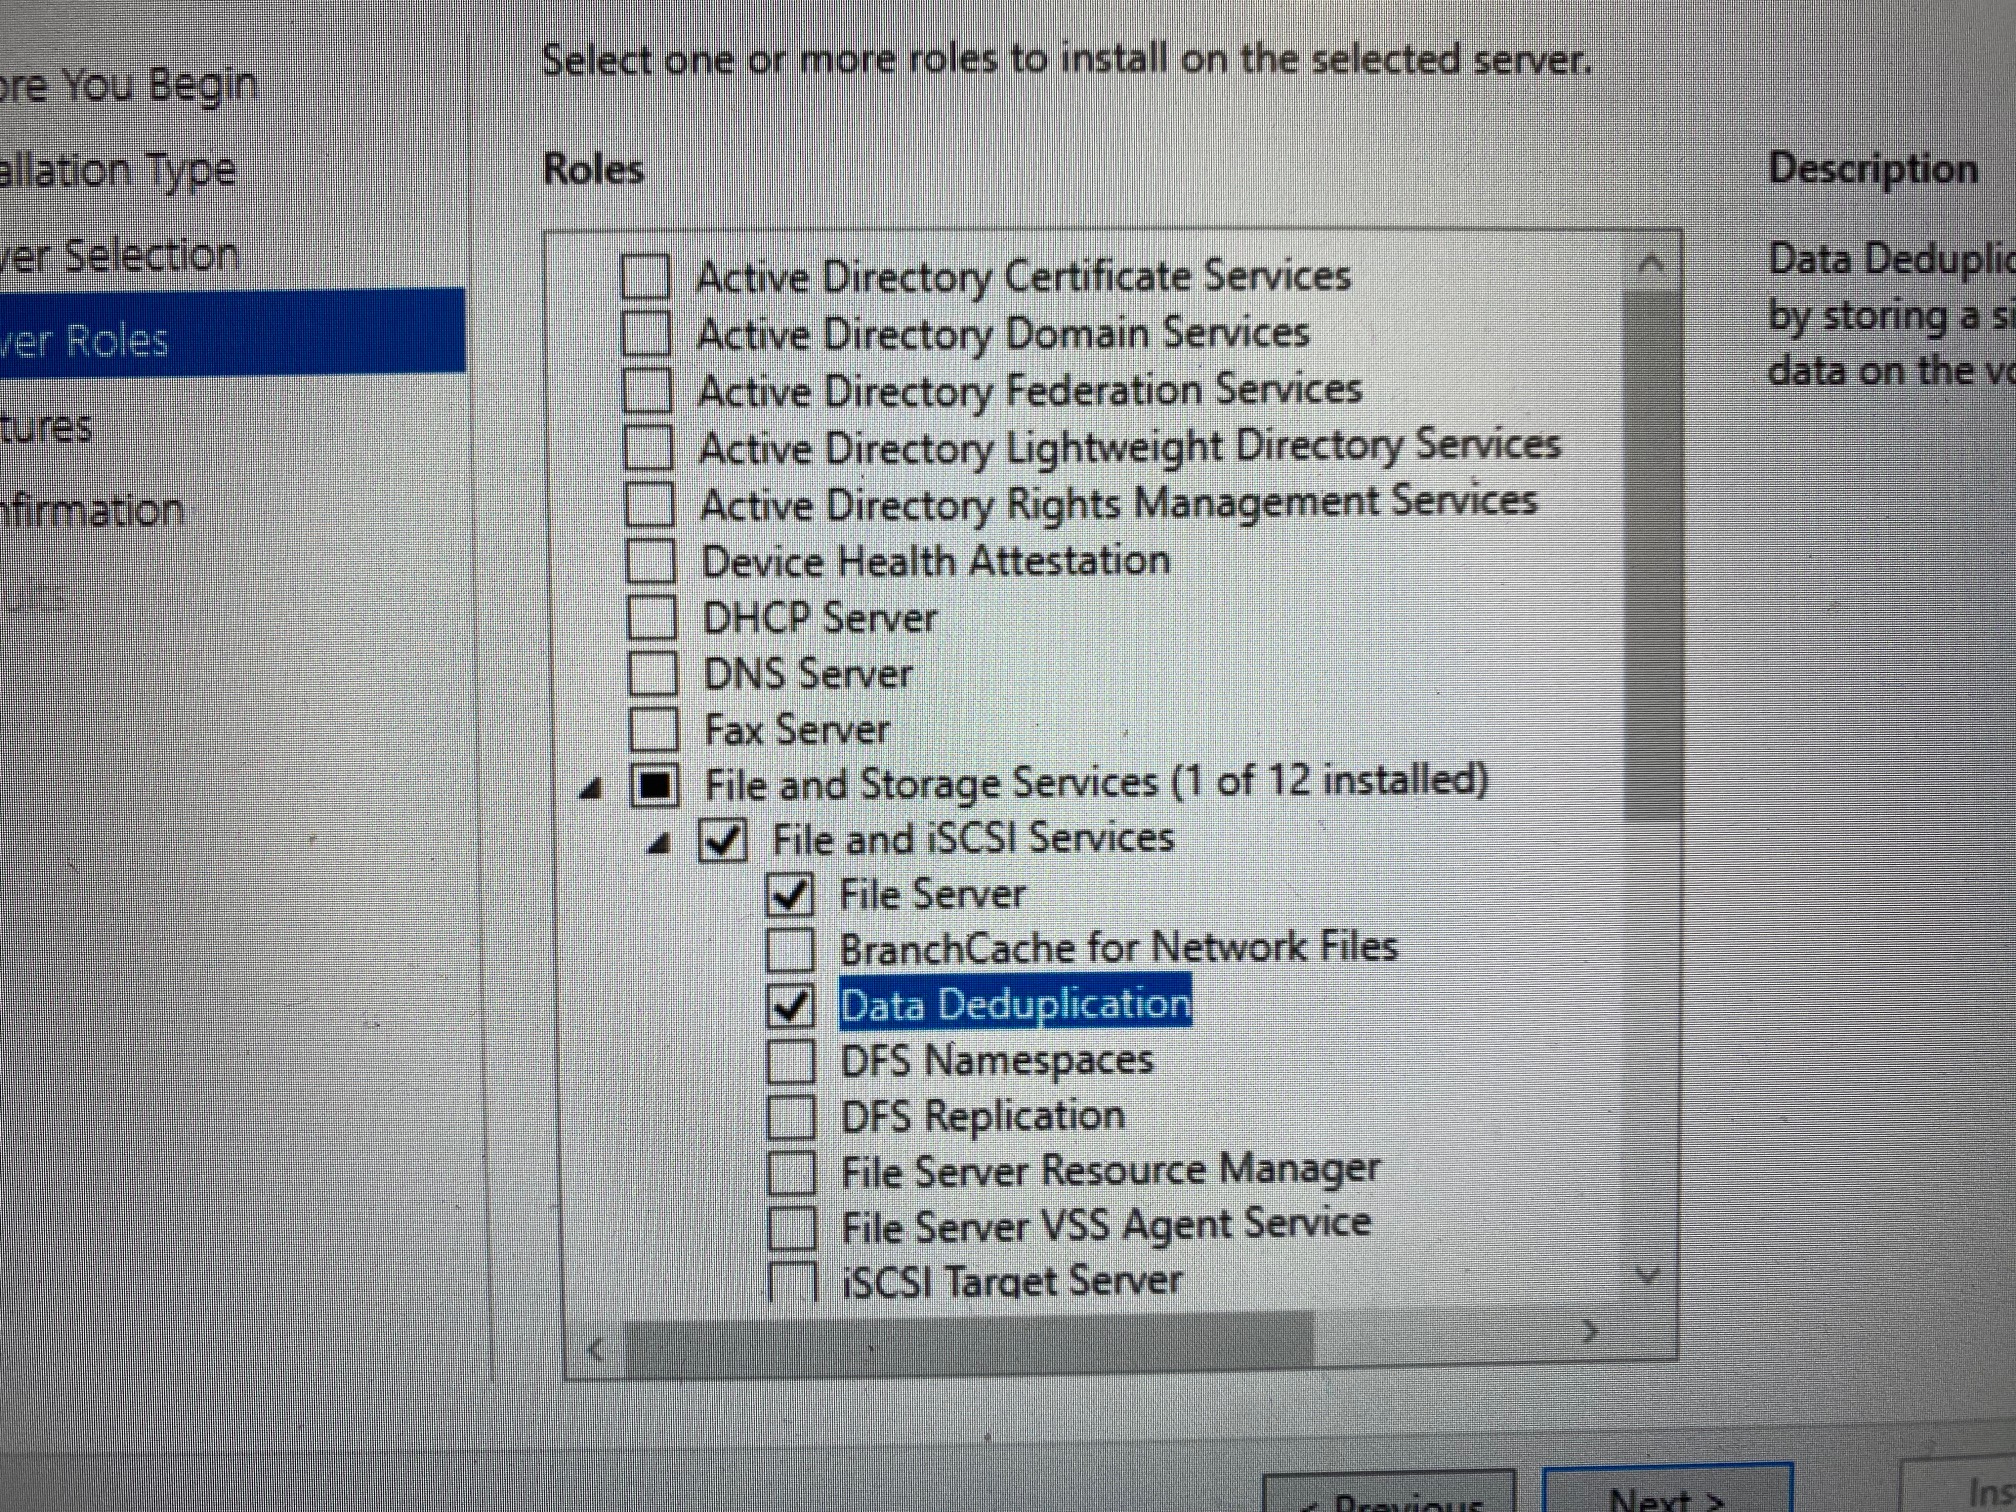 Select one or more roles to install on the selected server.
ore You Begin
allation Type
ver Selection
ver Roles
tures
nfirmation
Roles
Active Directory Certificate Services
Active Directory Domain Services
Active Directory Federation Services
Active Directory Lightweight Directory Services
Active Directory Rights Management Services
Device Health Attestation
DHCP Server
DNS Server
Fax Server
File and Storage Services (1 of 12 installed)
File and iSCSI Services
File Server
BranchCache for Network Files
Data Deduplication
DFS Namespaces
DFS Replication
File Server Resource Manager
File Server VSS Agent Service
iSCSI Target Server
Description
Data Deduplic
by storing a si
data on the vo
< Previous
Next >
Ins